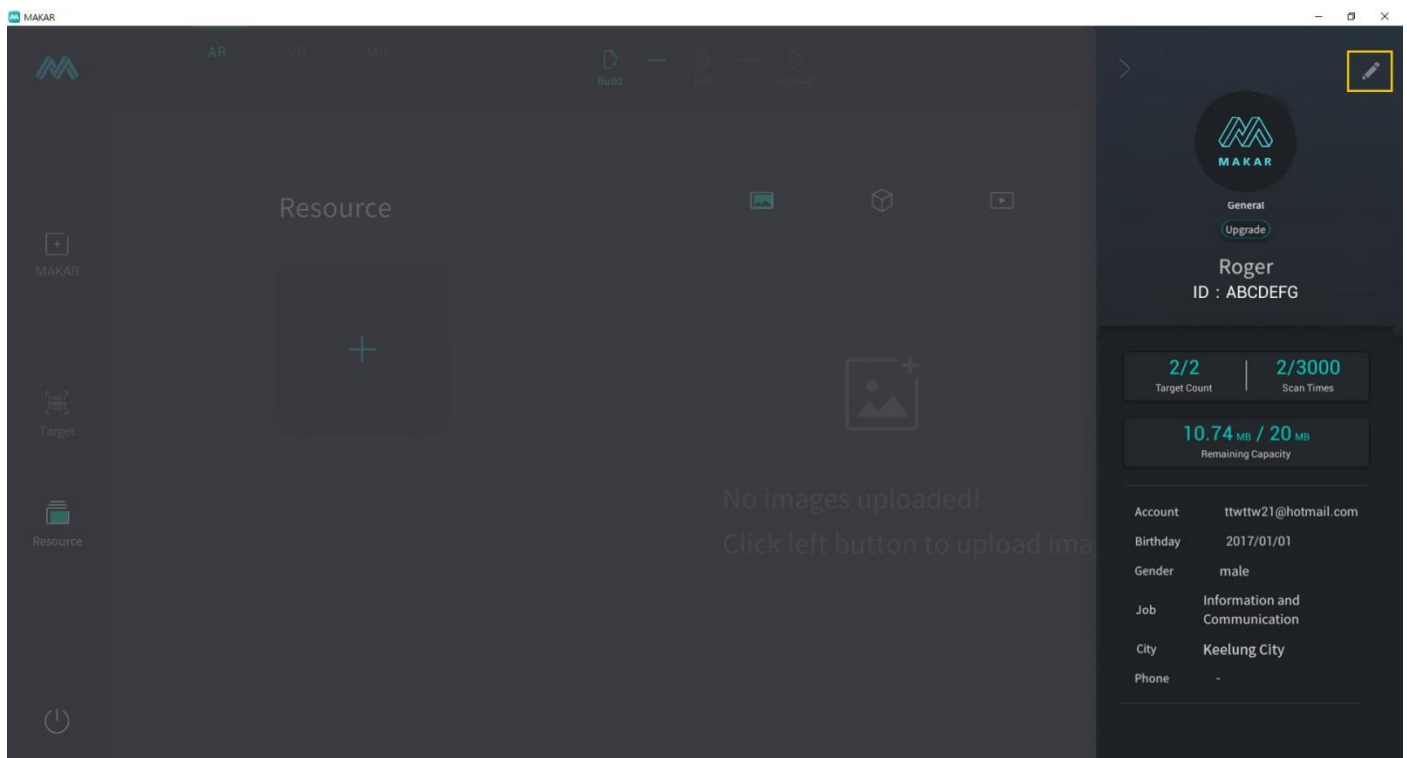 MAKAR
AR VR MR
Build
Edit
Upload
Resource
MAKAR
Target
Resource
No images uploaded!
Click left button to upload ima
MAKAR
General
Upgrade
Roger
ID : ABCDEFG
2/2
Target Count
2/3000
Scan Times
10.74 MB / 20 MB
Remaining Capacity
Account ttwttw21@hotmail.com
Birthday 2017/01/01
Gender male
Job Information and
Communication
City Keelung City
Phone -